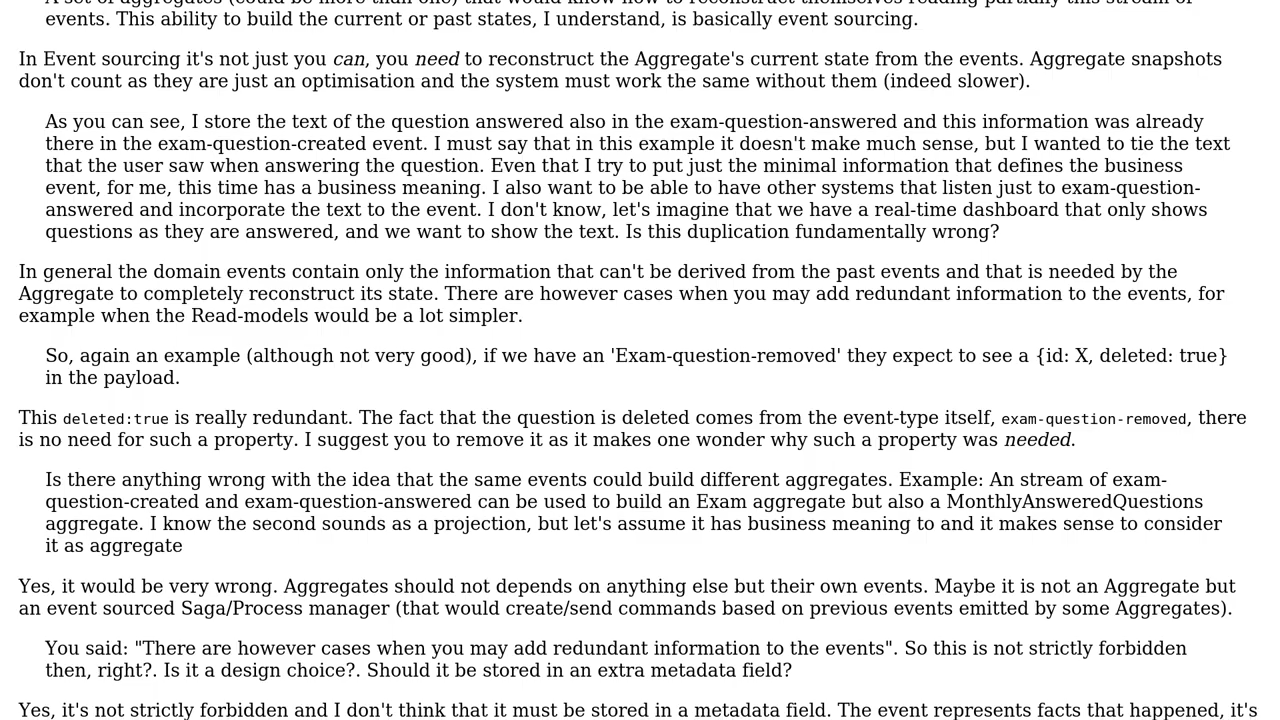 A set of aggregates (could be more than one) that would know how to reconstruct themselves reading partially this stream of
events. This ability to build the current or past states, I understand, is basically event sourcing.
In Event sourcing it's not just you can, you need to reconstruct the Aggregate's current state from the events. Aggregate snapshots
don't count as they are just an optimisation and the system must work the same without them (indeed slower).
As you can see, I store the text of the question answered also in the exam-question-answered and this information was already
there in the exam-question-created event. I must say that in this example it doesn't make much sense, but I wanted to tie the text
that the user saw when answering the question. Even that I try to put just the minimal information that defines the business
event, for me, this time has a business meaning. I also want to be able to have other systems that listen just to exam-question-
answered and incorporate the text to the event. I don't know, let's imagine that we have a real-time dashboard that only shows
questions as they are answered, and we want to show the text. Is this duplication fundamentally wrong?
In general the domain events contain only the information that can't be derived from the past events and that is needed by the
Aggregate to completely reconstruct its state. There are however cases when you may add redundant information to the events, for
example when the Read-models would be a lot simpler.
So, again an example (although not very good), if we have an 'Exam-question-removed' they expect to see a {id: X, deleted: true}
in the payload.
This deleted:true is really redundant. The fact that the question is deleted comes from the event-type itself, exam-question-removed, there
is no need for such a property. I suggest you to remove it as it makes one wonder why such a property was needed.
Is there anything wrong with the idea that the same events could build different aggregates. Example: An stream of exam-
question-created and exam-question-answered can be used to build an Exam aggregate but also a MonthlyAnsweredQuestions
aggregate. I know the second sounds as a projection, but let's assume it has business meaning to and it makes sense to consider
it as aggregate
Yes, it would be very wrong. Aggregates should not depends on anything else but their own events. Maybe it is not an Aggregate but
an event sourced Saga/Process manager (that would create/send commands based on previous events emitted by some Aggregates).
You said: "There are however cases when you may add redundant information to the events". So this is not strictly forbidden
then, right?. Is it a design choice?. Should it be stored in an extra metadata field?
Yes, it's not strictly forbidden and I don't think that it must be stored in a metadata field. The event represents facts that happened, it's